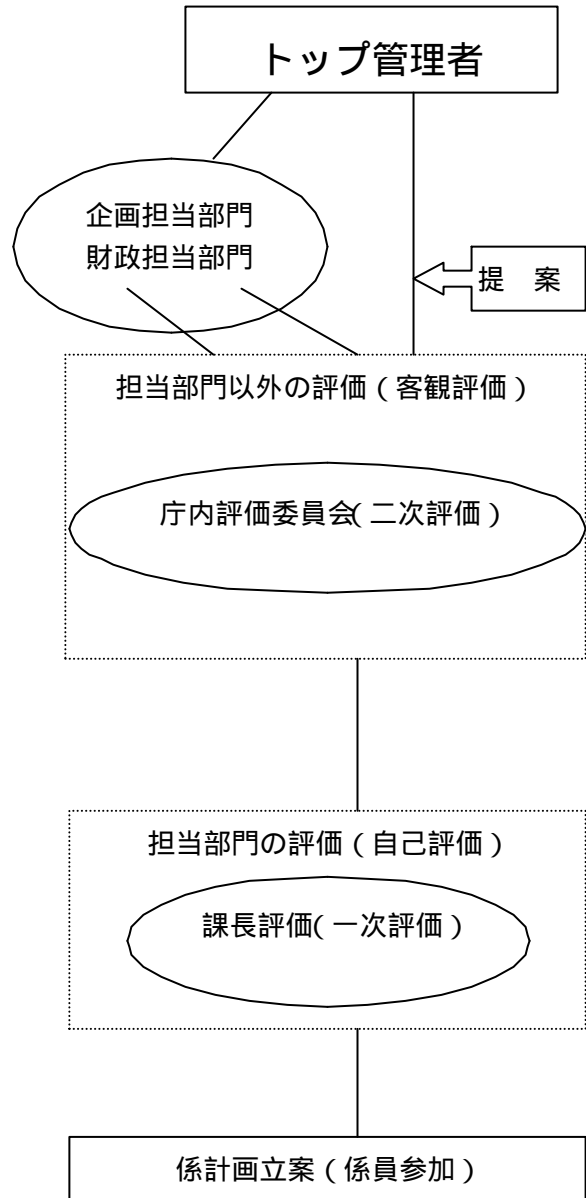 トップ管理者
企画担当部門
財政担当部門
提　案
担当部門以外の評価（客観評価）
庁内評価委員会（二次評価）
担当部門の評価（自己評価）
課長評価（一次評価）
係計画立案（係員参加）